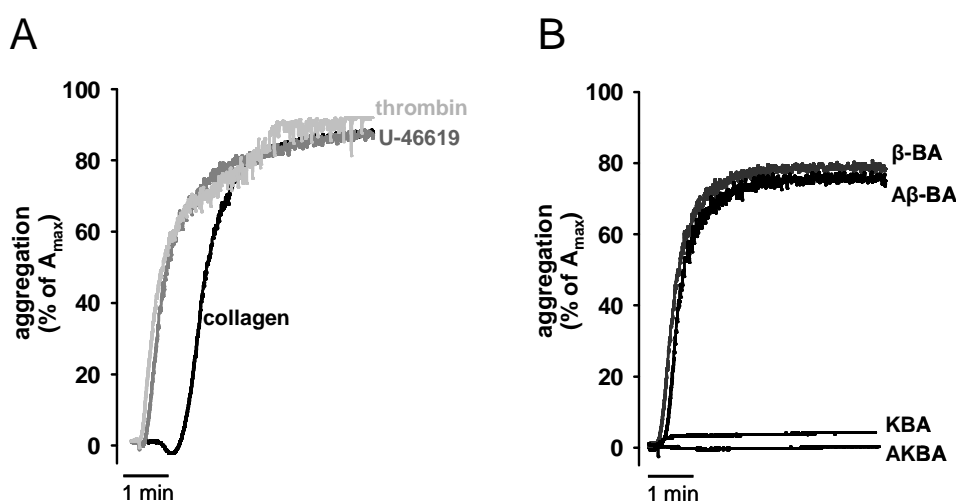 A
aggregation
(% of Amax)
100
80
60
40
20
0
thrombin
U-46619
collagen
1 min
B
aggregation
(% of Amax)
100
80
60
40
20
0
β-BA
Aβ-BA
KBA
AKBA
1 min